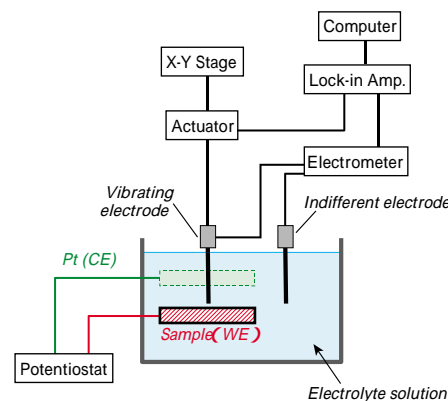 Computer
X-Y Stage
Lock-in Amp.
Actuator
Electrometer
Vibrating
electrode
Indifferent electrode
Pt (CE)
Sample(WE)
Potentiostat
Electrolyte solution